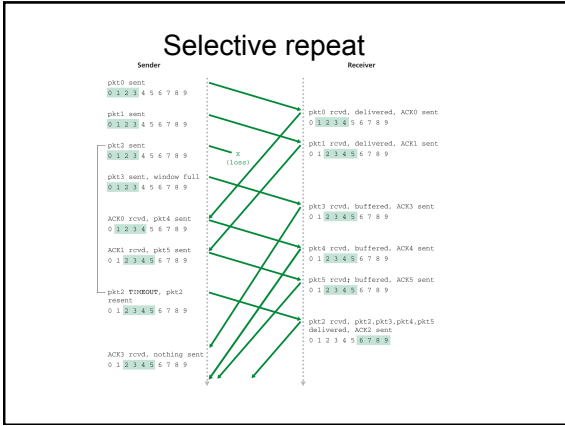 Selective repeat
Sender
Receiver
pkt0 sent
0 1 2 3 4 5 6 7 8 9
pkt1 sent
0 1 2 3 4 5 6 7 8 9
pkt2 sent
0 1 2 3 4 5 6 7 8 9
X
(loss)
pkt3 sent, window full
0 1 2 3 4 5 6 7 8 9
ACK0 rcvd, pkt4 sent
0 1 2 3 4 5 6 7 8 9
ACK1 rcvd, pkt5 sent
0 1 2 3 4 5 6 7 8 9
pkt2 TIMEOUT, pkt2
resent
0 1 2 3 4 5 6 7 8 9
ACK3 rcvd, nothing sent
0 1 2 3 4 5 6 7 8 9
pkt0 rcvd, delivered, ACK0 sent
0 1 2 3 4 5 6 7 8 9
pkt1 rcvd, delivered, ACK1 sent
0 1 2 3 4 5 6 7 8 9
pkt3 rcvd, buffered, ACK3 sent
0 1 2 3 4 5 6 7 8 9
pkt4 rcvd, buffered, ACK4 sent
0 1 2 3 4 5 6 7 8 9
pkt5 rcvd; buffered, ACK5 sent
0 1 2 3 4 5 6 7 8 9
pkt2 rcvd, pkt2,pkt3,pkt4,pkt5
delivered, ACK2 sent
0 1 2 3 4 5 6 7 8 9